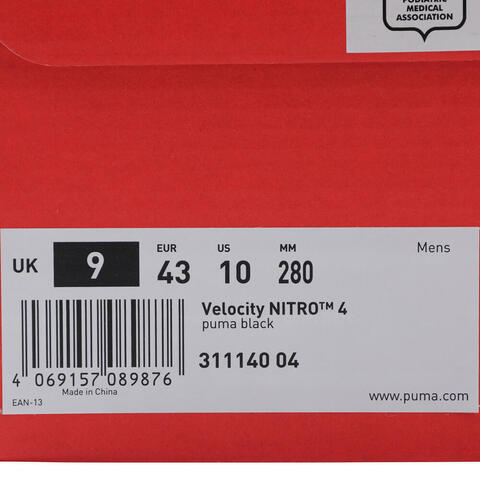 PODIATRIC
MEDICAL
ASSOCIATION
Mens
EUR US MM
UK 9 43 10 280
Velocity NITRO™ 4
puma black
311140 04
4 069157 089876
Made in China
EAN-13
www.puma.com